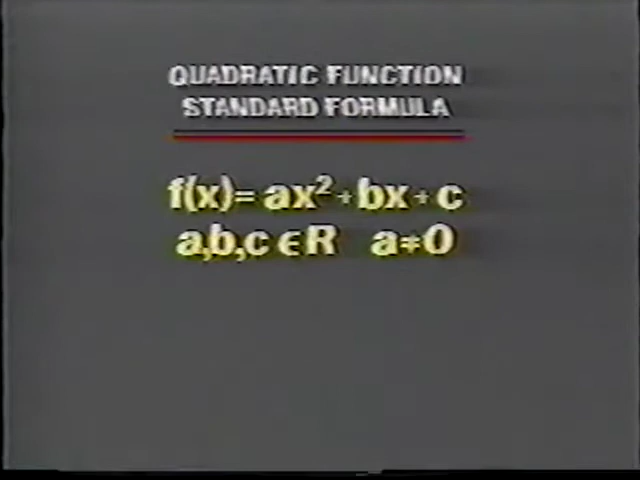 QUADRATIC FUNCTION
STANDARD FORMULA
f(x)= ax² + bx + c
a,b,c ϵ R a≠0